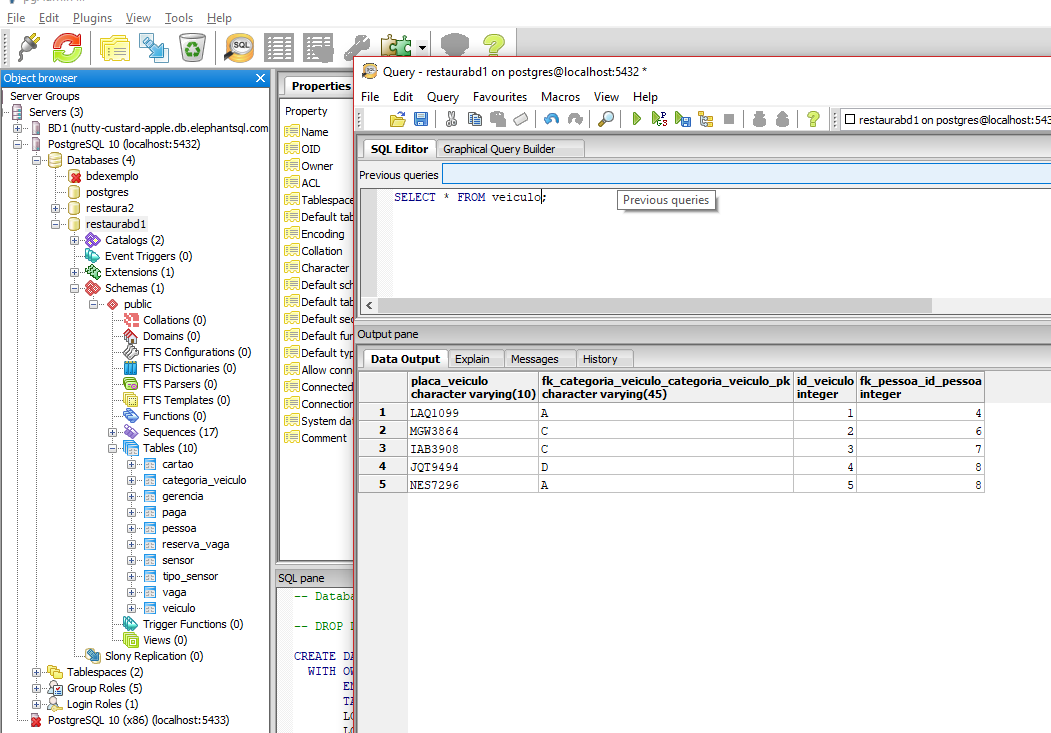 File Edit Plugins View Tools Help
SQL
Object browser
Server Groups
Servers (3)
BD1 (nutty-custard-apple.db.elephantsql.com
PostgreSQL 10 (localhost:5432)
Databases (4)
bdexemplo
postgres
restaura2
restaurabd1
Catalogs (2)
Event Triggers (0)
Extensions (1)
Schemas (1)
public
Collations (0)
Domains (0)
FTS Configurations (0)
FTS Dictionaries (0)
FTS Parsers (0)
FTS Templates (0)
Functions (0)
Sequences (17)
Tables (10)
cartao
categoria_veiculo
gerencia
paga
pessoa
reserva_vaga
sensor
tipo_sensor
vaga
veiculo
Trigger Functions (0)
Views (0)
Slony Replication (0)
Tablespaces (2)
Group Roles (5)
Login Roles (1)
PostgreSQL 10 (x86) (localhost:5433)
Properties
Property
Name
OID
Owner
ACL
Tablespace
Default tab
Encoding
Collation
Character
Default sch
Default tab
Default seq
Default fun
Default typ
Allow conn
Connected
Connection
System dat
Comment
SQL pane
-- Databa
-- DROP
CREATE DA
WITH OW
EN
TA
LC
LC
Query - restaurabd1 on postgres@localhost:5432 *
File Edit Query Favourites Macros View Help
restaurabd1 on postgres@localhost:543
SQL Editor Graphical Query Builder
Previous queries
SELECT * FROM veiculo;
Previous queries
Output pane
Data Output Explain Messages History
placa_veiculo fk_categoria_veiculo_categoria_veiculo_pk id_veiculo fk_pessoa_id_pessoa
character varying(10) character varying(45) integer integer
1 LAQ1099 A 1 4
2 MGW3864 C 2 6
3 IAB3908 C 3 7
4 JQT9494 D 4 8
5 NES7296 A 5 8